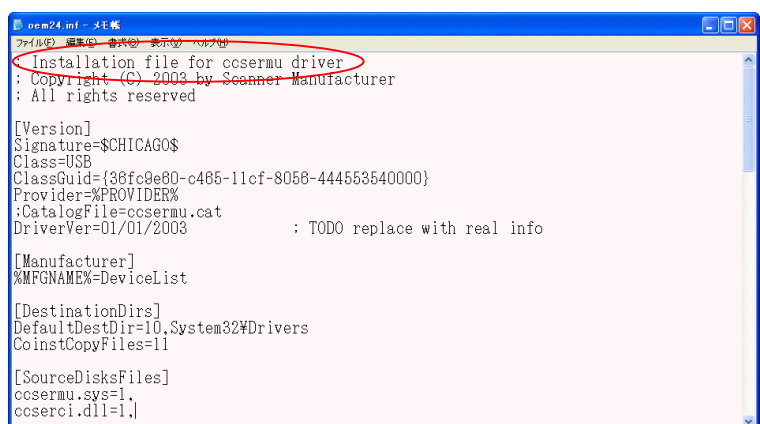 oem24.inf - メモ帳
ファイル(F) 編集(E) 書式(O) 表示(V) ヘルプ(H)
; Installation file for ccsermu driver
; Copyright (C) 2003 by Scanner Manufacturer
; All rights reserved
[Version]
Signature=$CHICAGO$
Class=USB
ClassGuid={36fc9e60-c465-11cf-8056-444553540000}
Provider=%PROVIDER%
;CatalogFile=ccsermu.cat
DriverVer=01/01/2003 ; TODO replace with real info
[Manufacturer]
%MFGNAME%=DeviceList
[DestinationDirs]
DefaultDestDir=10,System32¥Drivers
CoinstCopyFiles=11
[SourceDisksFiles]
ccsermu.sys=1,
ccserci.dll=1,